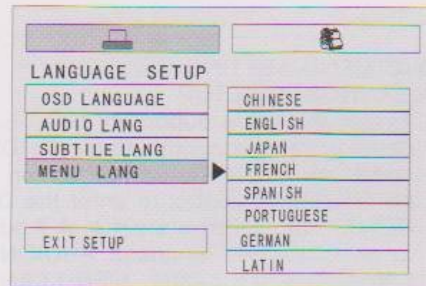 LANGUAGE SETUP
OSD LANGUAGE
AUDIO LANG
SUBTILE LANG
MENU LANG
EXIT SETUP
CHINESE
ENGLISH
JAPAN
FRENCH
SPANISH
PORTUGUESE
GERMAN
LATIN